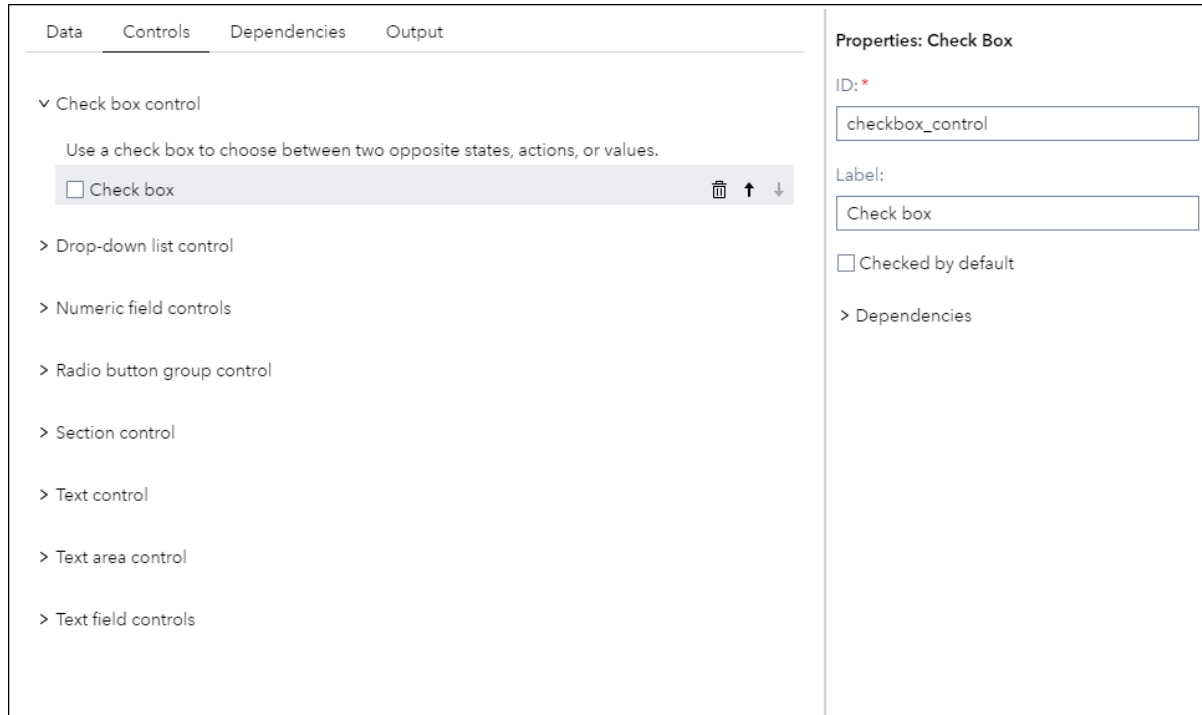 Data Controls Dependencies Output
Check box control
Use a check box to choose between two opposite states, actions, or values.
Check box
Drop-down list control
Numeric field controls
Radio button group control
Section control
Text control
Text area control
Text field controls
Properties: Check Box
ID:*
checkbox_control
Label:
Check box
Checked by default
Dependencies